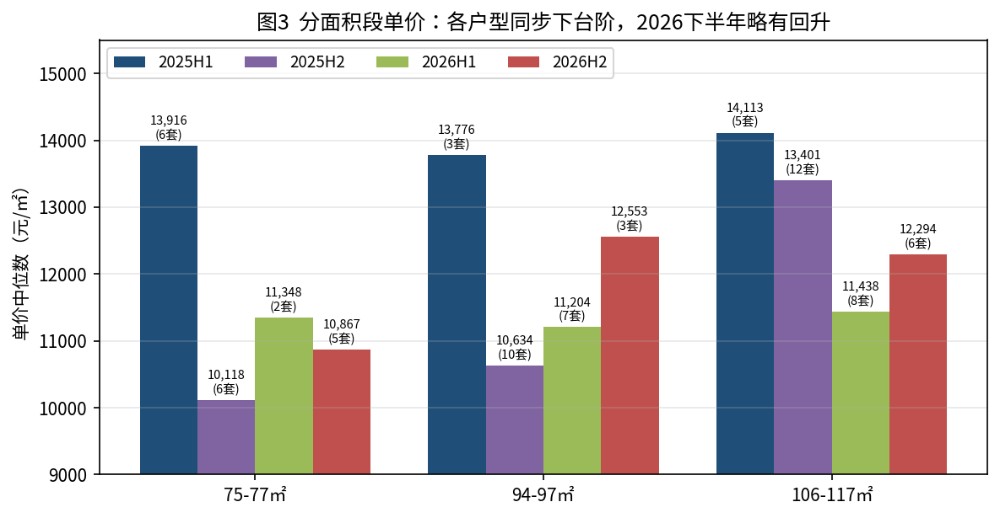 图3 分面积段单价：各户型同步下台阶，2026下半年略有回升
2025H1 2025H2 2026H1 2026H2
单价中位数（元/㎡）
15000
14000
13000
12000
11000
10000
9000
13,916
(6套)
10,118
(6套)
11,348
(2套)
10,867
(5套)
13,776
(3套)
10,634
(10套)
11,204
(7套)
12,553
(3套)
14,113
(5套)
13,401
(12套)
11,438
(8套)
12,294
(6套)
75-77㎡ 94-97㎡ 106-117㎡